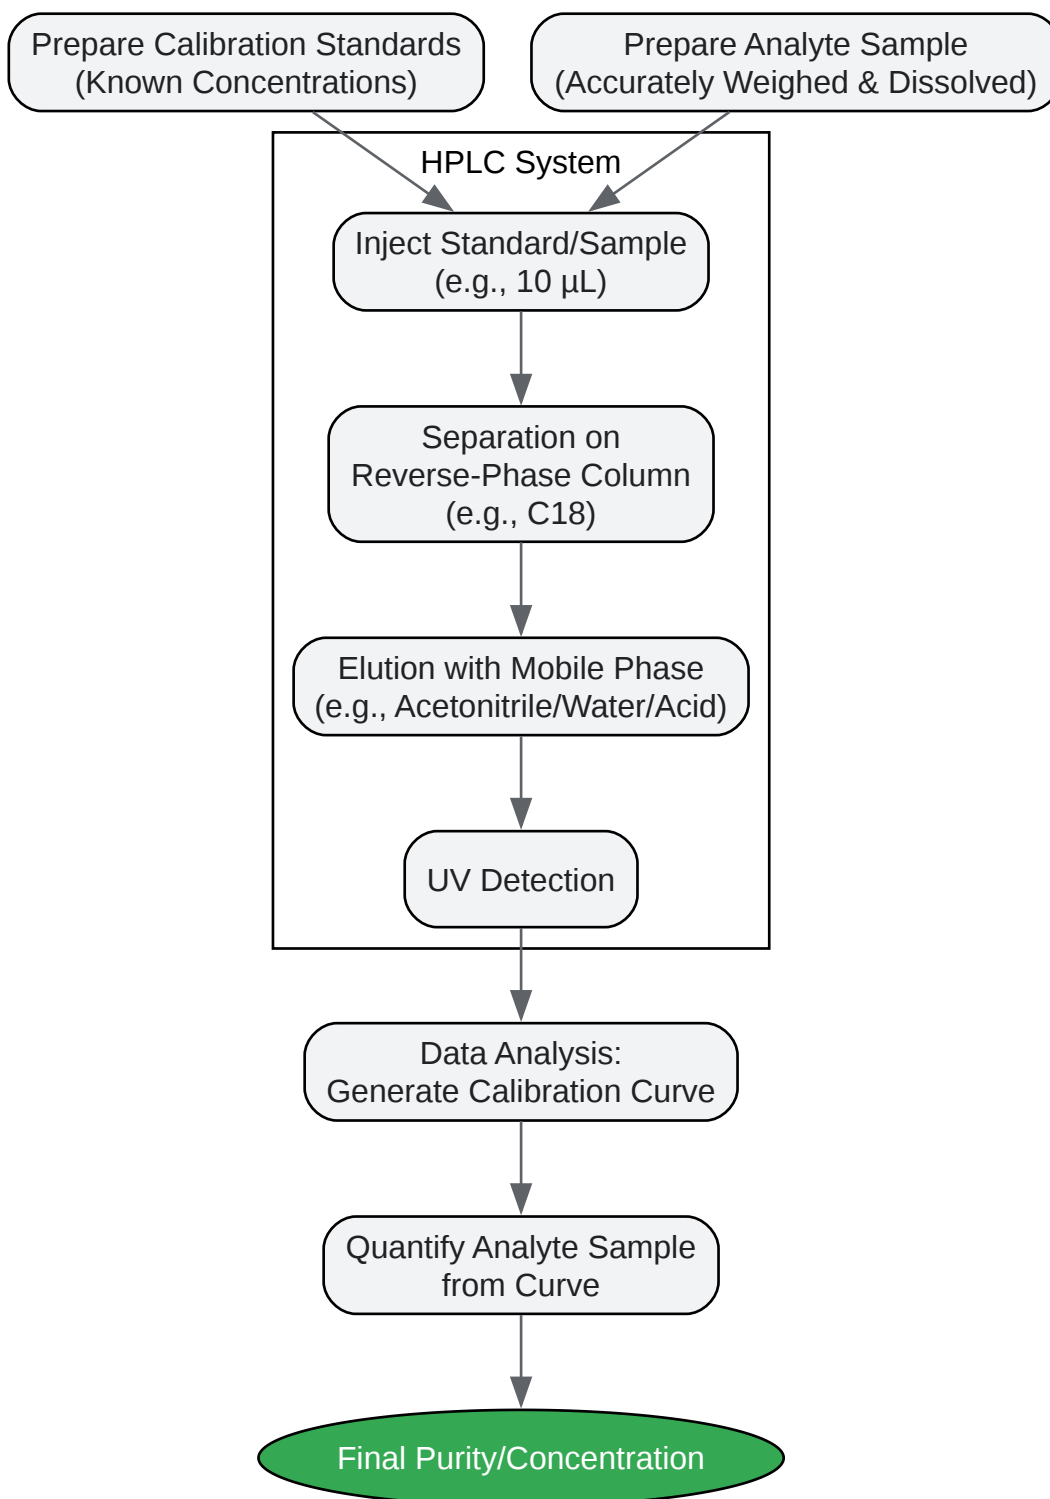 Prepare Calibration Standards
(Known Concentrations)
Prepare Analyte Sample
(Accurately Weighed & Dissolved)
HPLC System
Inject Standard/Sample
(e.g., 10 µL)
Separation on
Reverse-Phase Column
(e.g., C18)
Elution with Mobile Phase
(e.g., Acetonitrile/Water/Acid)
UV Detection
Data Analysis:
Generate Calibration Curve
Quantify Analyte Sample
from Curve
Final Purity/Concentration